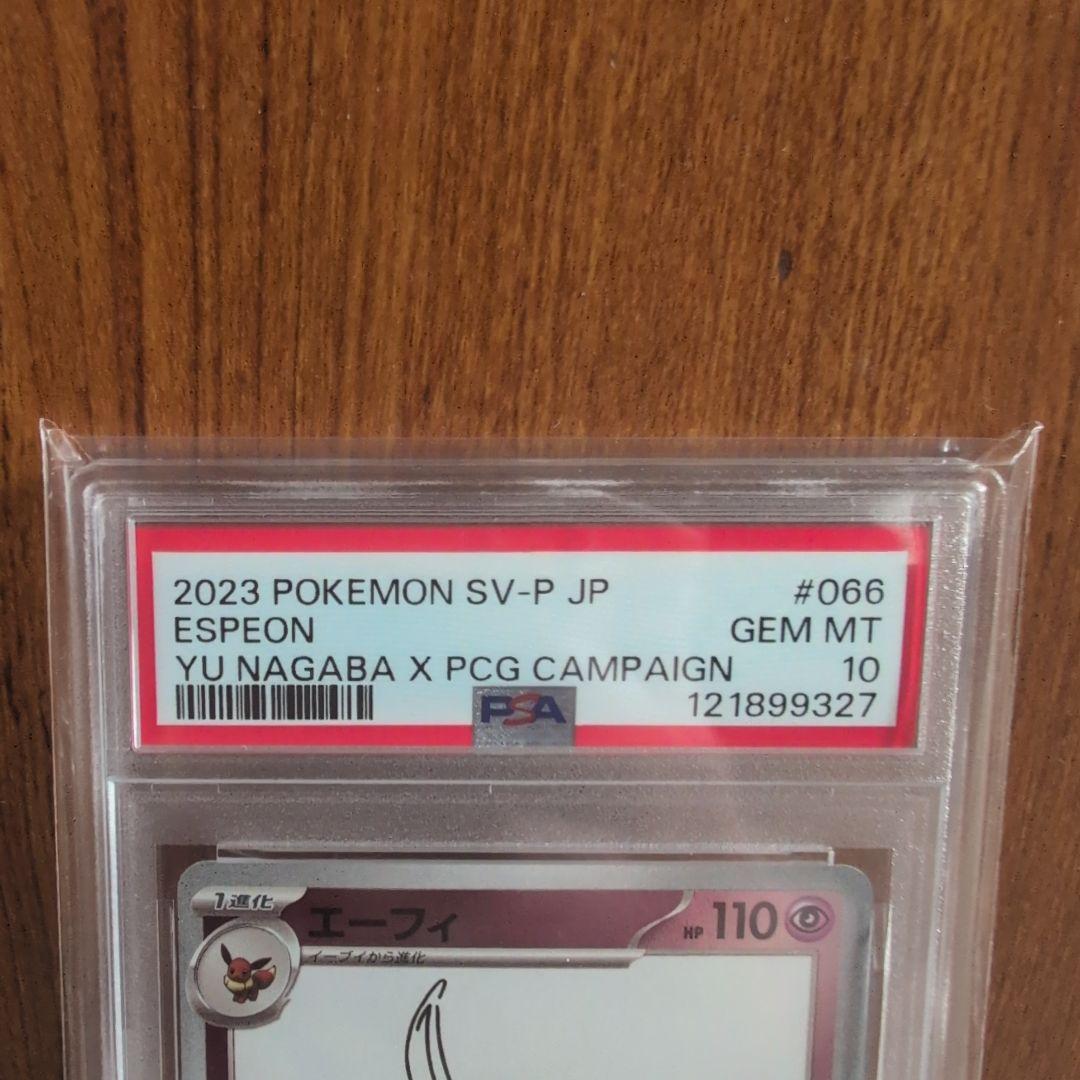 2023 POKEMON SV-P JP #066
ESPEON GEM MT
YU NAGABA X PCG CAMPAIGN 10
PSA 121899327
1進化 エーフィ HP 110
イーブイから進化